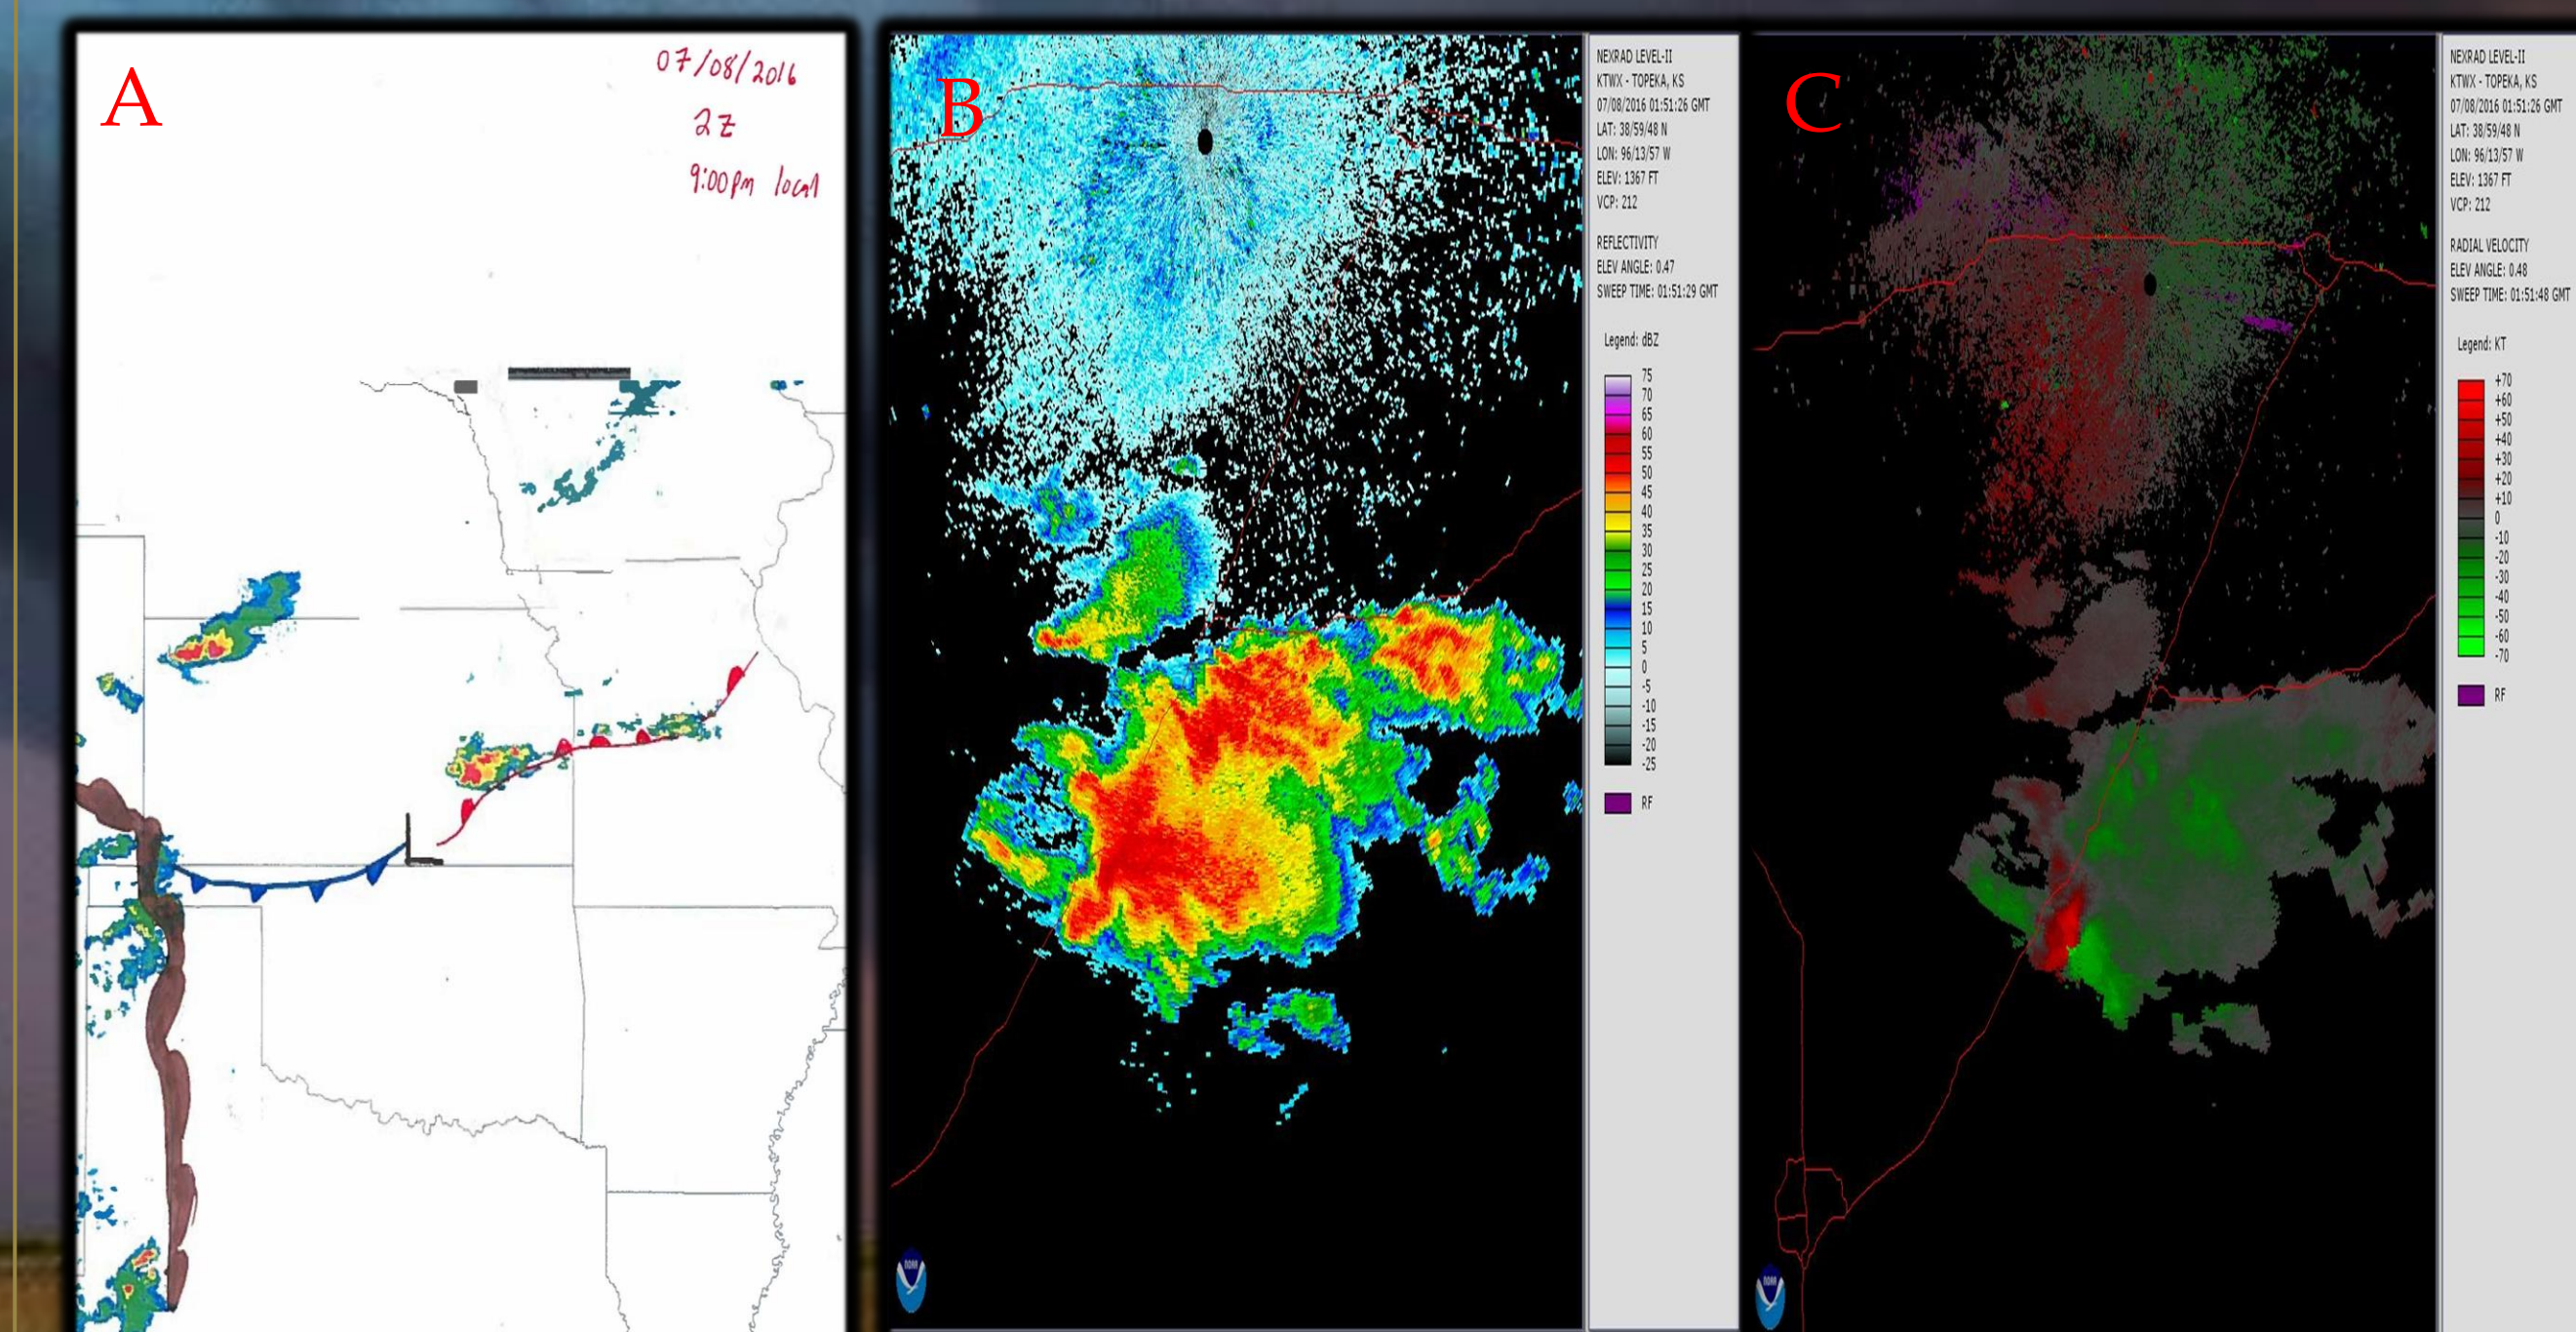 A
07/08/2016
2Z
9:00pm local
L
B
NEXRAD LEVEL-II
KTWX - TOPEKA, KS
07/08/2016 01:51:26 GMT
LAT: 38/59/48 N
LON: 96/13/57 W
ELEV: 1367 FT
VCP: 212
REFLECTIVITY
ELEV ANGLE: 0.47
SWEEP TIME: 01:51:29 GMT
Legend: dBZ
75
70
65
60
55
50
45
40
35
30
25
20
15
10
5
0
-5
-10
-15
-20
-25
RF
C
NEXRAD LEVEL-II
KTWX - TOPEKA, KS
07/08/2016 01:51:26 GMT
LAT: 38/59/48 N
LON: 96/13/57 W
ELEV: 1367 FT
VCP: 212
RADIAL VELOCITY
ELEV ANGLE: 0.48
SWEEP TIME: 01:51:48 GMT
Legend: KT
+70
+60
+50
+40
+30
+20
+10
0
-10
-20
-30
-40
-50
-60
-70
RF